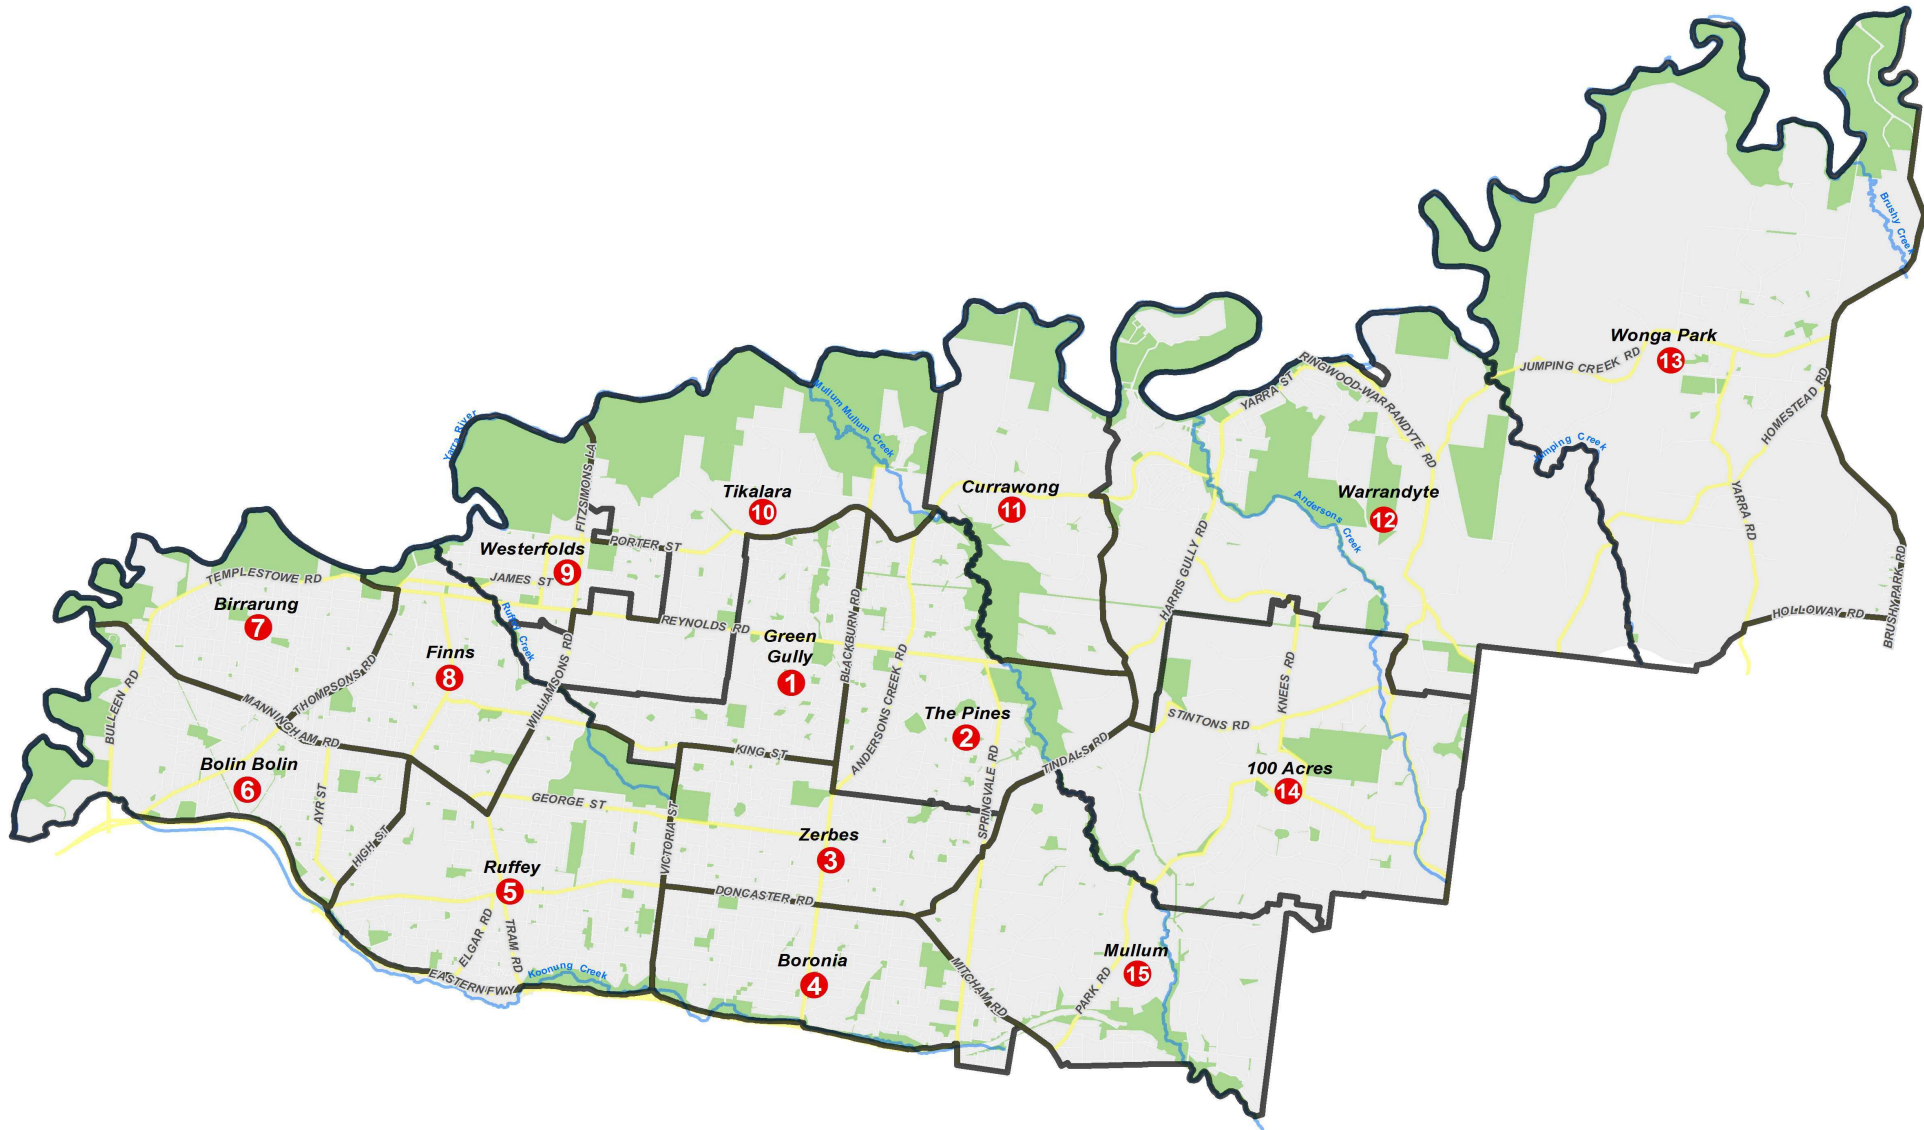 Brushy Creek
Wonga Park
13
JUMPING CREEK RD
HOMESTEAD RD
RINGWOOD-WARRANDYTE RD
YARRA ST
Mullum Mullum Creek
Yarra River
FITZSIMONS LA
Jumping Creek
Tikalara
10
Currawong
11
Warrandyte
12
Andersons Creek
YARRA RD
Westerfolds
9
PORTER ST
JAMES ST
HARRIS GULLY RD
BRUSHY PARK RD
HOLLOWAY RD
TEMPLESTOWE RD
Birrarung
7
Ruffey Creek
REYNOLDS RD
BLACKBURN RD
Green
Gully
1
Finns
8
WILLIAMSONS RD
THOMPSONS RD
BULLEEN RD
MANNINGHAM RD
ANDERSONS CREEK RD
The Pines
2
KNEES RD
STINTONS RD
TINDALS RD
KING ST
SPRINGVALE RD
Bolin Bolin
6
100 Acres
14
AYR ST
GEORGE ST
HIGH ST
VICTORIA ST
Zerbes
3
Ruffey
5
DONCASTER RD
ELGAR RD
TRAM RD
Koonung Creek
EASTERN FWY
Boronia
4
MITCHAM RD
Mullum
15
PARK RD